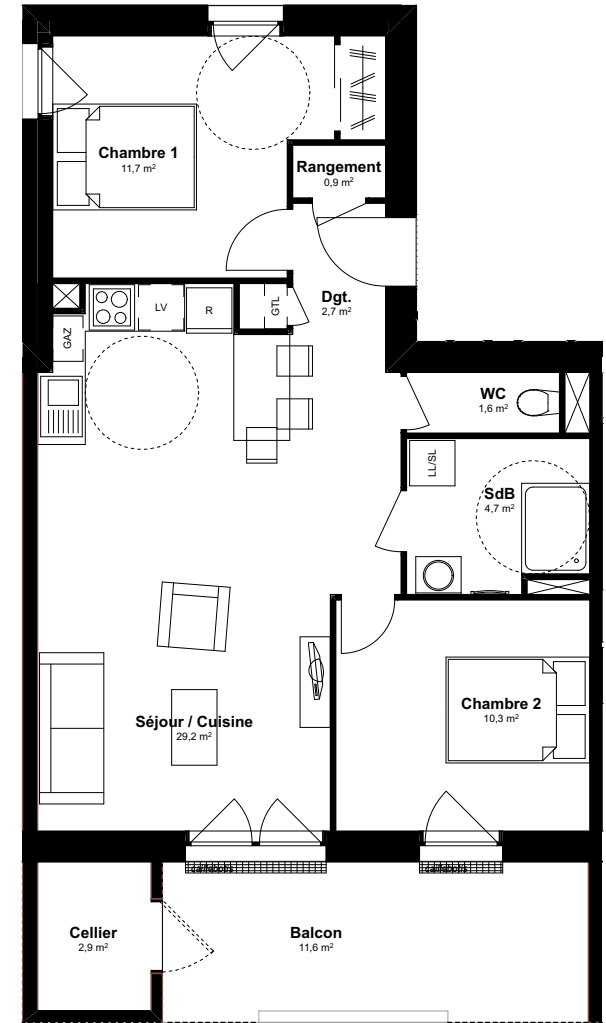 Chambre 1
11,7 m²
Rangement
0,9 m²
Dgt.
2,7 m²
GTL
LV
R
GAZ
WC
1,6 m²
LL/SL
SdB
4,7 m²
Chambre 2
10,3 m²
Séjour / Cuisine
29,2 m²
caillebotis
caillebotis
Cellier
2,9 m²
Balcon
11,6 m²